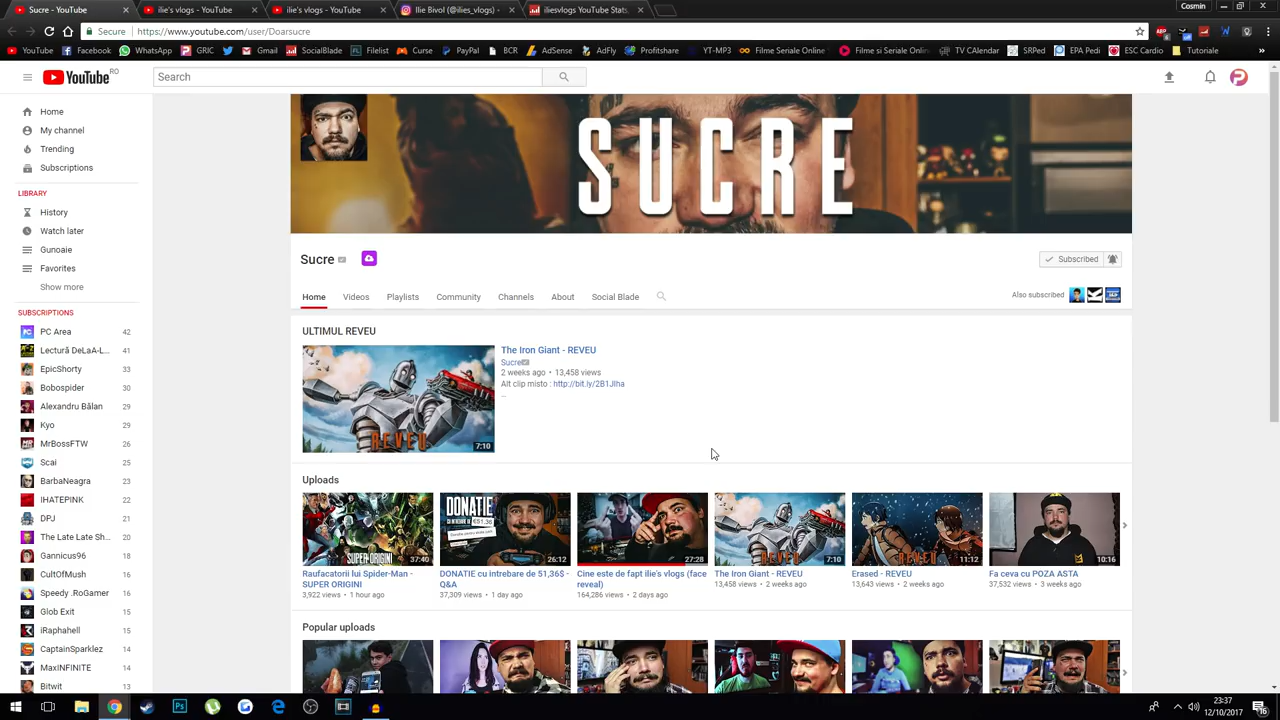 Sucre - YouTube
ilie's vlogs - YouTube
ilie's vlogs - YouTube
Ilie Bivol (@ilies_vlogs) -
iliesvlogs YouTube Stats
Cosmin
Secure
https://www.youtube.com/user/Doarsucre
YouTube Facebook WhatsApp GRIC Twitter Gmail SocialBlade Filelist Curse PayPal BCR AdSense AdFly Profitshare YT-MP3 Filme Seriale Online Filme si Seriale Online TV CAlendar SRPed EPA Pedi ESC Cardio Tutoriale
YouTube RO
Search
Home
My channel
Trending
Subscriptions
LIBRARY
History
Watch later
Gunoaie
Favorites
Show more
SUBSCRIPTIONS
PC Area 42
Lectură DeLaA-L... 41
EpicShorty 33
Bobospider 30
Alexandru Bălan 29
Kyo 29
MrBossFTW 26
Scai 25
BarbaNeagra 23
IHATEPINK 22
DPJ 21
The Late Late Sh... 20
Gannicus96 18
CultOfMush 16
Speedy .RoGamer 16
Glob Exit 15
iRaphahell 15
CaptainSparklez 14
MaxINFINITE 14
Bitwit 13
SUCRE
Sucre
Subscribed
Home Videos Playlists Community Channels About Social Blade
Also subscribed
ULTIMUL REVEU
REVEU
7:10
The Iron Giant - REVEU
Sucre
2 weeks ago • 13,458 views
Alt clip misto : http://bit.ly/2B1JIha
...
Uploads
SUPER ORIGINI
37:40
Raufacatorii lui Spider-Man -
SUPER ORIGINI
3,922 views • 1 hour ago
DONATIE
CU INTREBARE DE £51,36
26:12
DONATIE cu intrebare de 51,36$ -
Q&A
37,309 views • 1 day ago
27:28
Cine este de fapt ilie's vlogs (face
reveal)
164,286 views • 2 days ago
REVEU
7:10
The Iron Giant - REVEU
13,458 views • 2 weeks ago
REVEU
11:12
Erased - REVEU
13,643 views • 2 weeks ago
10:16
Fa ceva cu POZA ASTA
37,532 views • 3 weeks ago
Popular uploads
23:37
12/10/2017